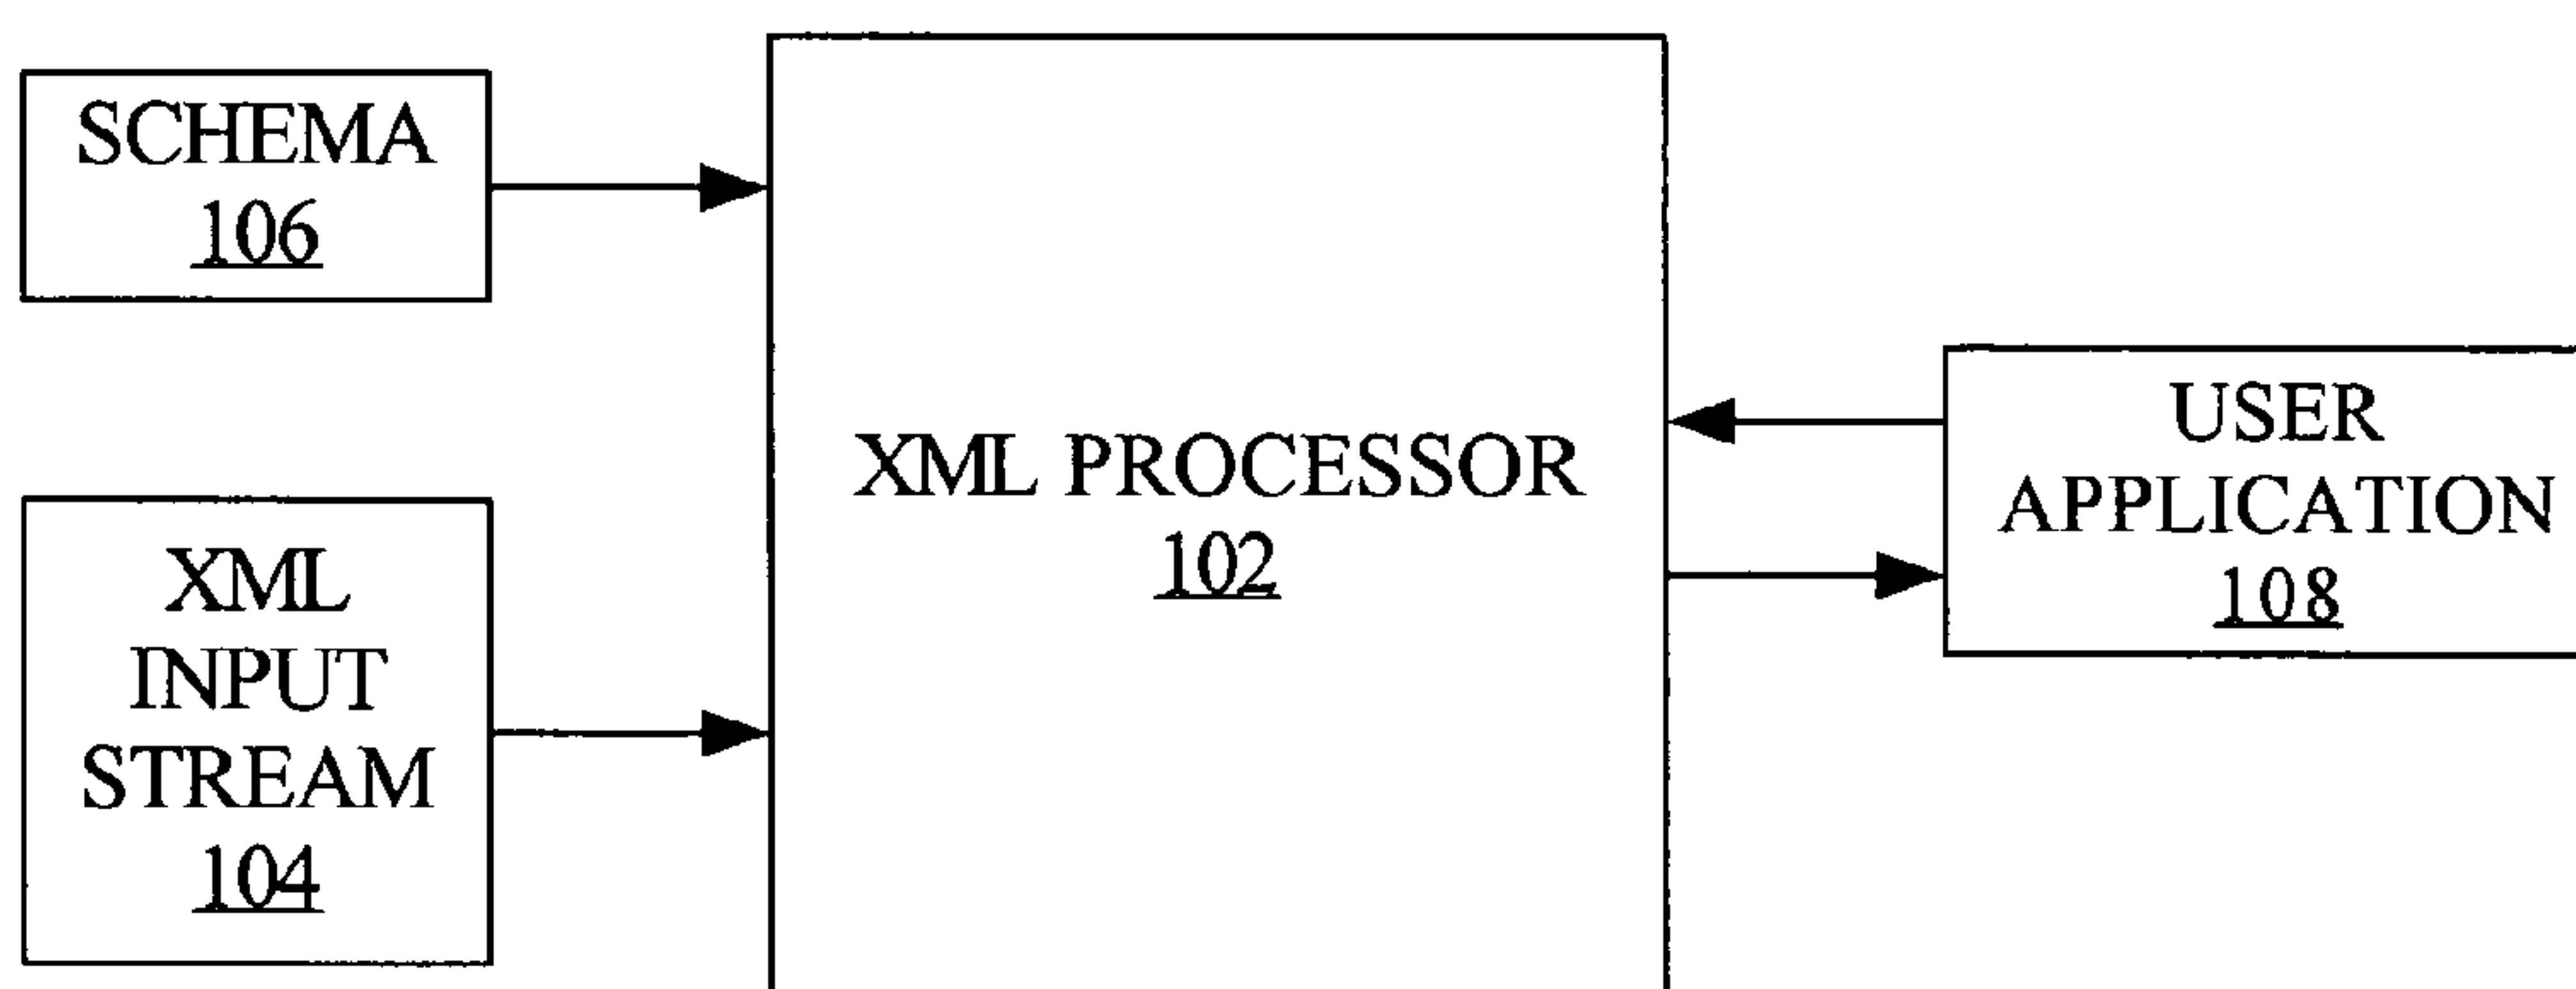 SCHEMA
106
XML
INPUT
STREAM
104
XML PROCESSOR
102
USER
APPLICATION
108